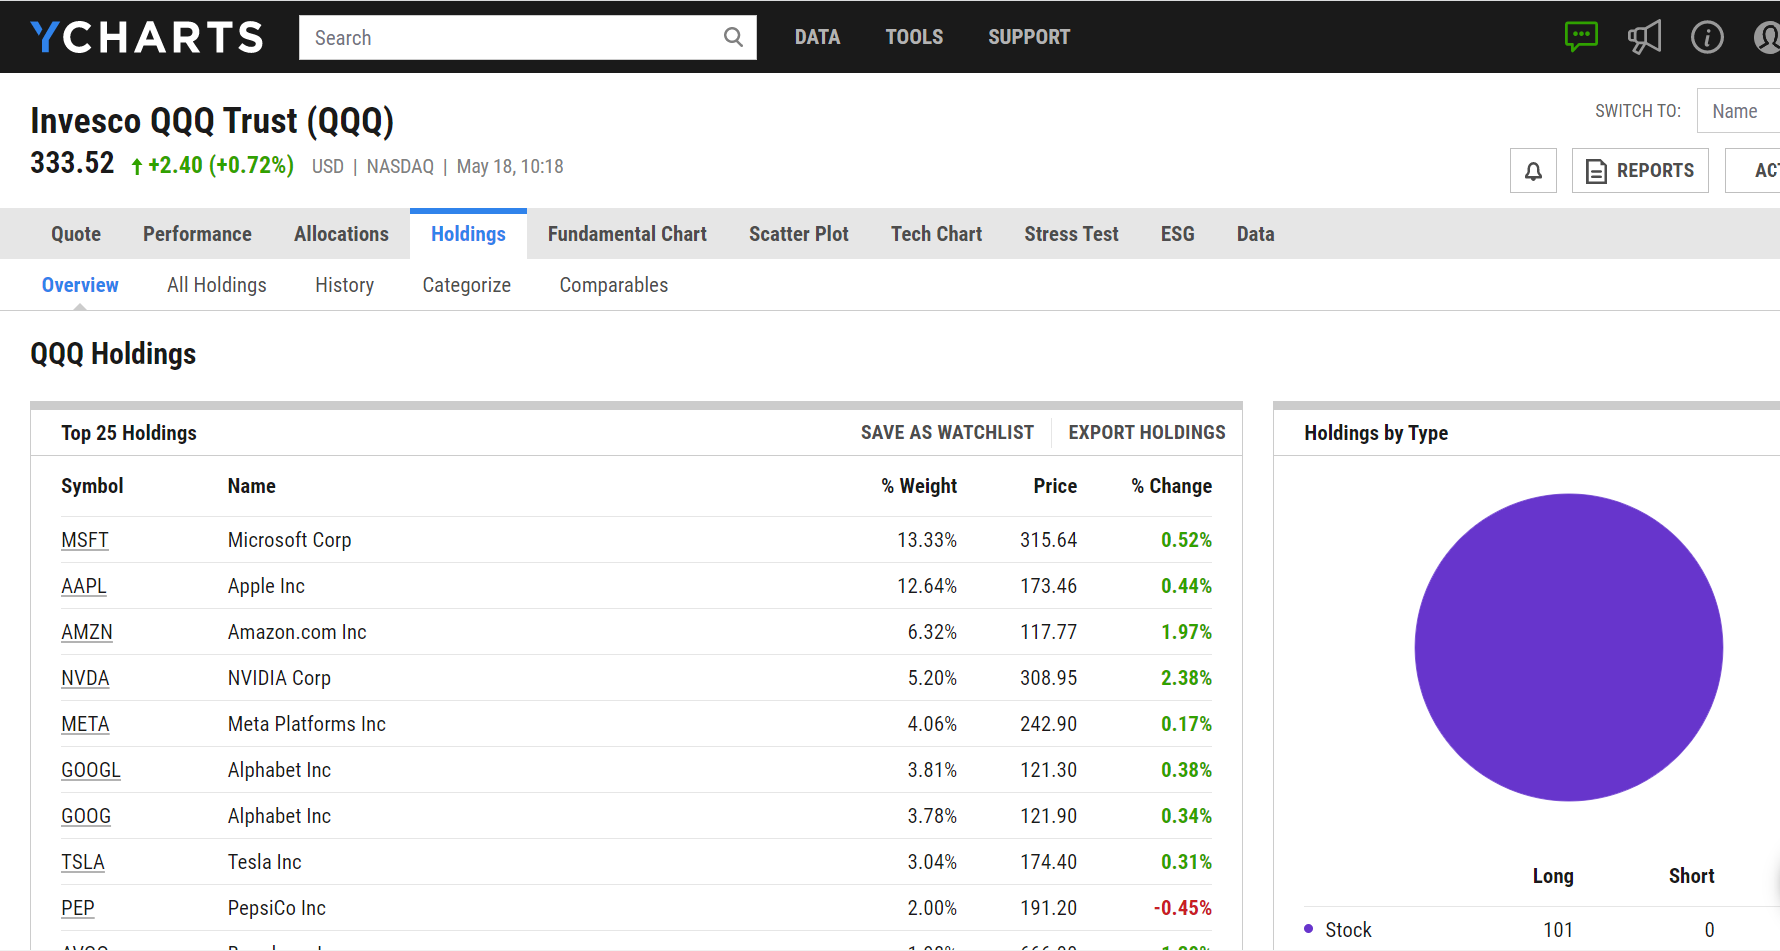 YCHARTS Search DATA TOOLS SUPPORT
Invesco QQQ Trust (QQQ)
SWITCH TO: Name
333.52 +2.40 (+0.72%) USD | NASDAQ | May 18, 10:18
REPORTS
Quote Performance Allocations Holdings Fundamental Chart Scatter Plot Tech Chart Stress Test ESG Data
Overview All Holdings History Categorize Comparables
QQQ Holdings
Top 25 Holdings SAVE AS WATCHLIST EXPORT HOLDINGS
Symbol Name % Weight Price % Change
MSFT Microsoft Corp 13.33% 315.64 0.52%
AAPL Apple Inc 12.64% 173.46 0.44%
AMZN Amazon.com Inc 6.32% 117.77 1.97%
NVDA NVIDIA Corp 5.20% 308.95 2.38%
META Meta Platforms Inc 4.06% 242.90 0.17%
GOOGL Alphabet Inc 3.81% 121.30 0.38%
GOOG Alphabet Inc 3.78% 121.90 0.34%
TSLA Tesla Inc 3.04% 174.40 0.31%
PEP PepsiCo Inc 2.00% 191.20 -0.45%
Holdings by Type
Long Short
Stock 101 0